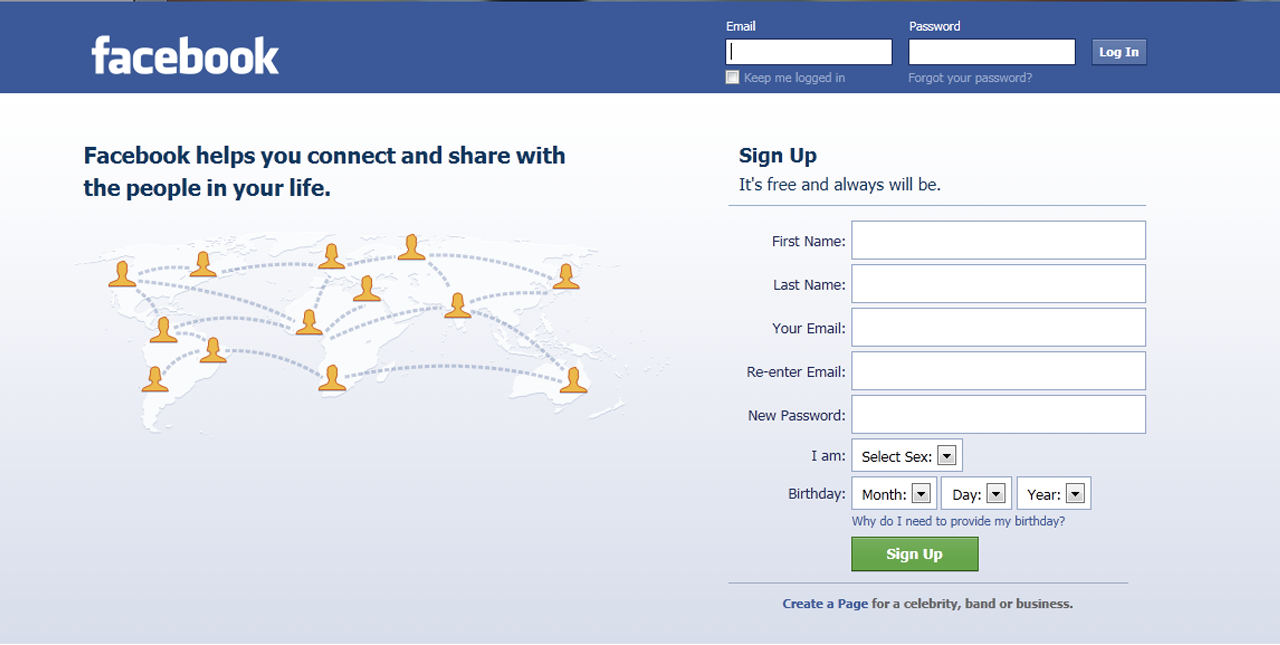 facebook
Email
Password
Log In
Keep me logged in
Forgot your password?
Facebook helps you connect and share with
the people in your life.
Sign Up
It's free and always will be.
First Name:
Last Name:
Your Email:
Re-enter Email:
New Password:
I am: Select Sex:
Birthday: Month: Day: Year:
Why do I need to provide my birthday?
Sign Up
Create a Page for a celebrity, band or business.